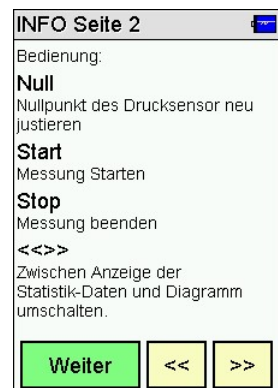 INFO Seite 2
Bedienung:
Null
Nullpunkt des Drucksensor neu
justieren
Start
Messung Starten
Stop
Messung beenden
<<>>
Zwischen Anzeige der
Statistik-Daten und Diagramm
umschalten.
Weiter << >>